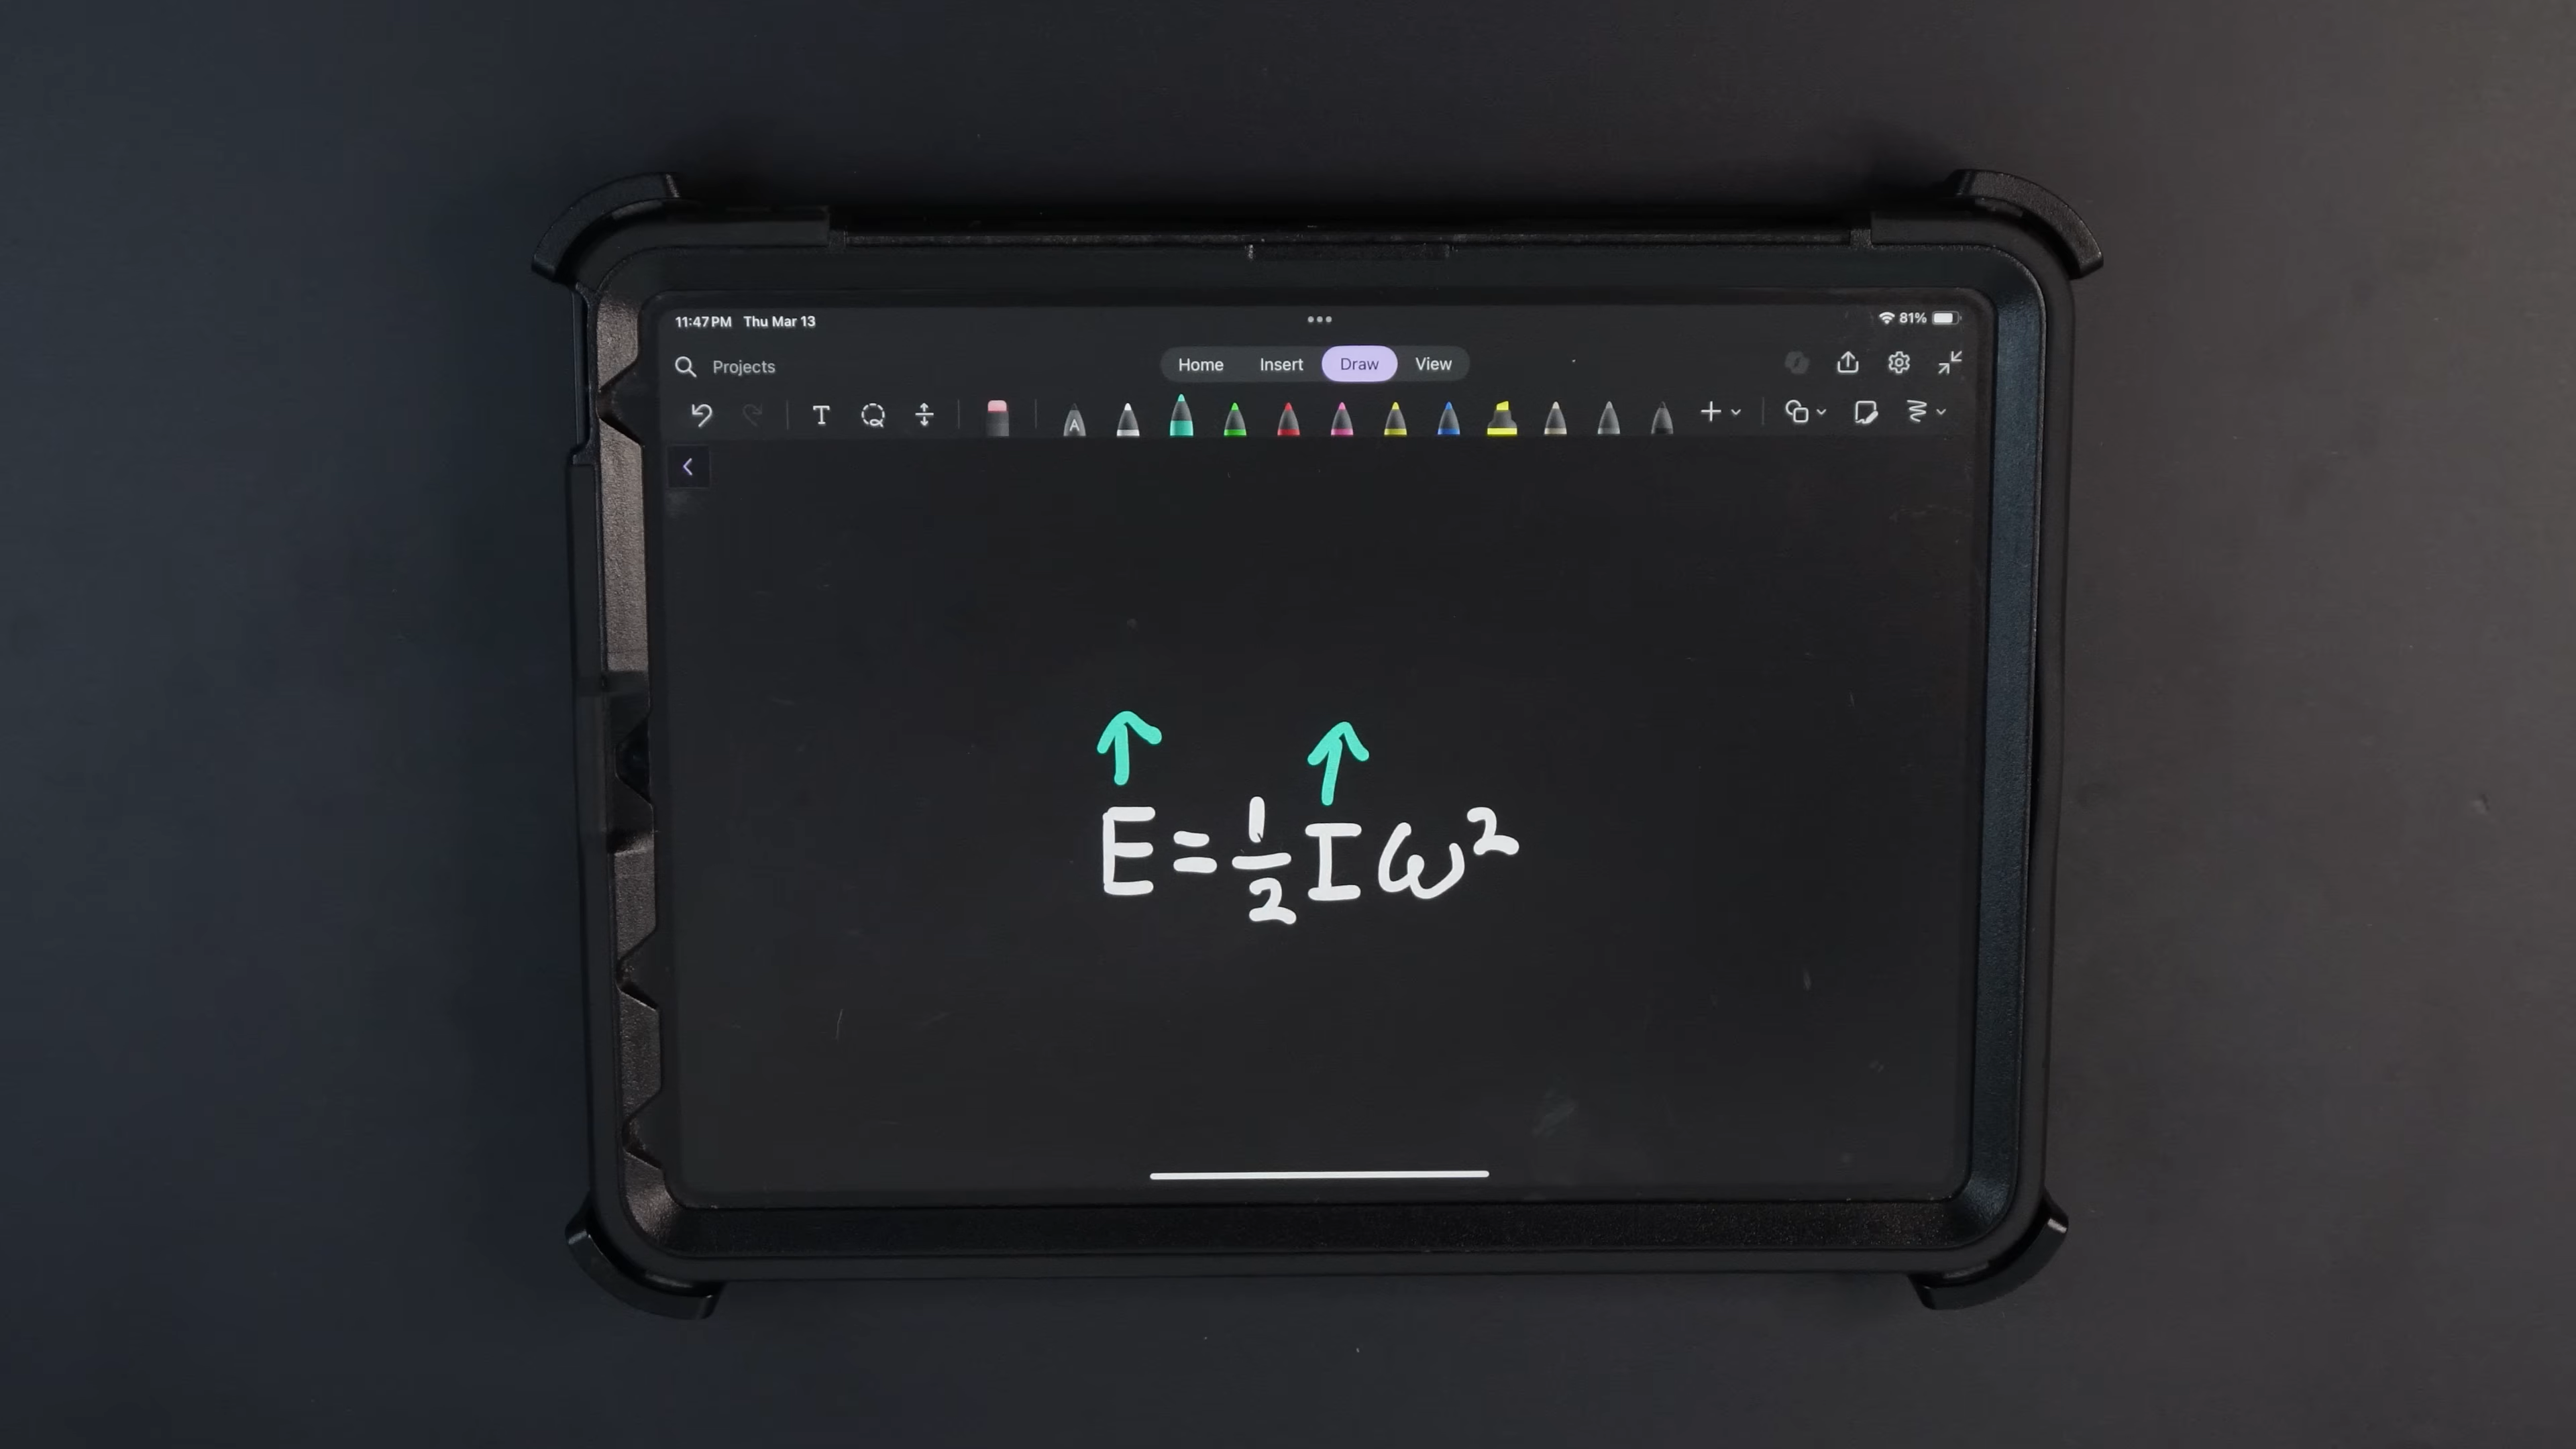 11:47 PM Thu Mar 13
81%
Projects
Home Insert Draw View
T
A
↑ ↑
E = ½ I ω²